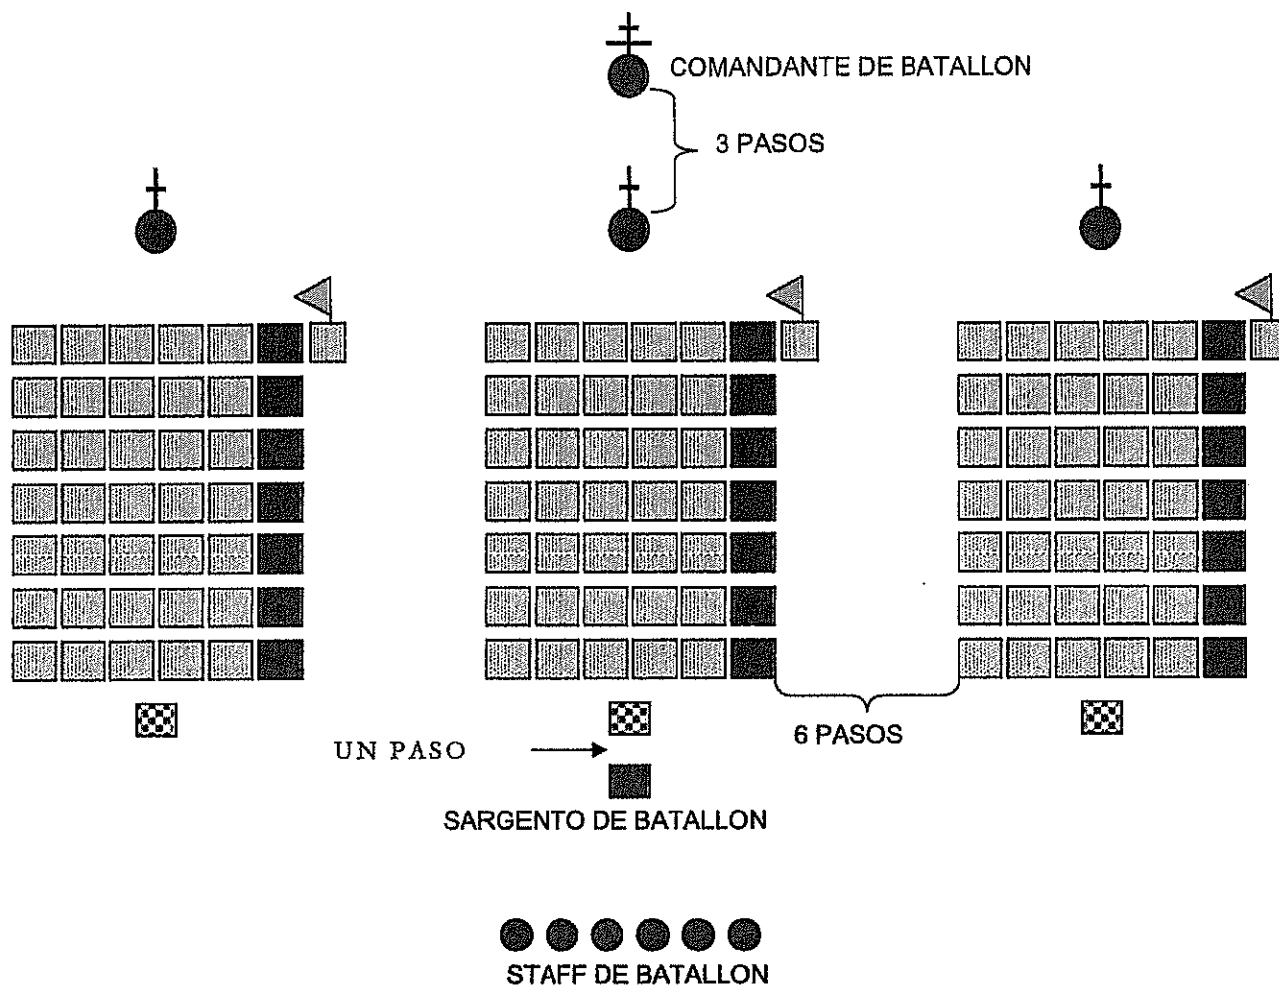 COMANDANTE DE BATALLON
3 PASOS
6 PASOS
UN PASO
SARGENTO DE BATALLON
STAFF DE BATALLON